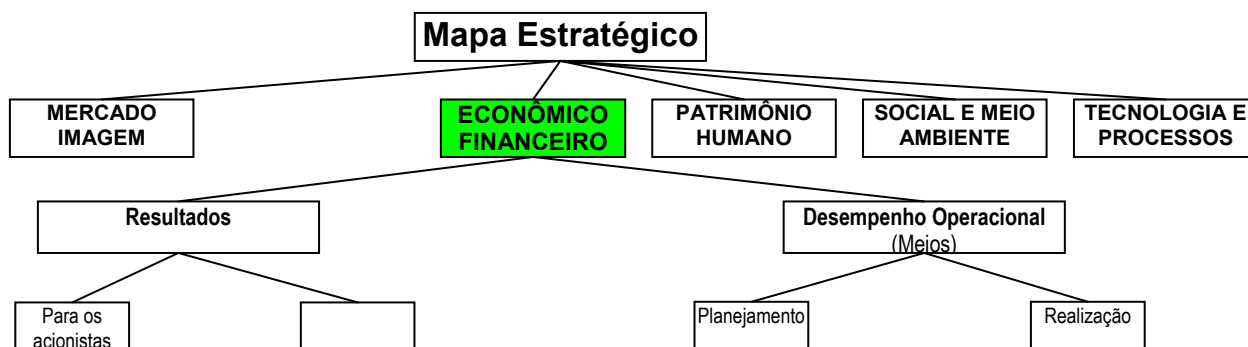 Mapa Estratégico
MERCADO
IMAGEM
ECONÔMICO
FINANCEIRO
PATRIMÔNIO
HUMANO
SOCIAL E MEIO
AMBIENTE
TECNOLOGIA E
PROCESSOS
Resultados
Desempenho Operacional
(Meios)
Para os
acionistas
Planejamento
Realização